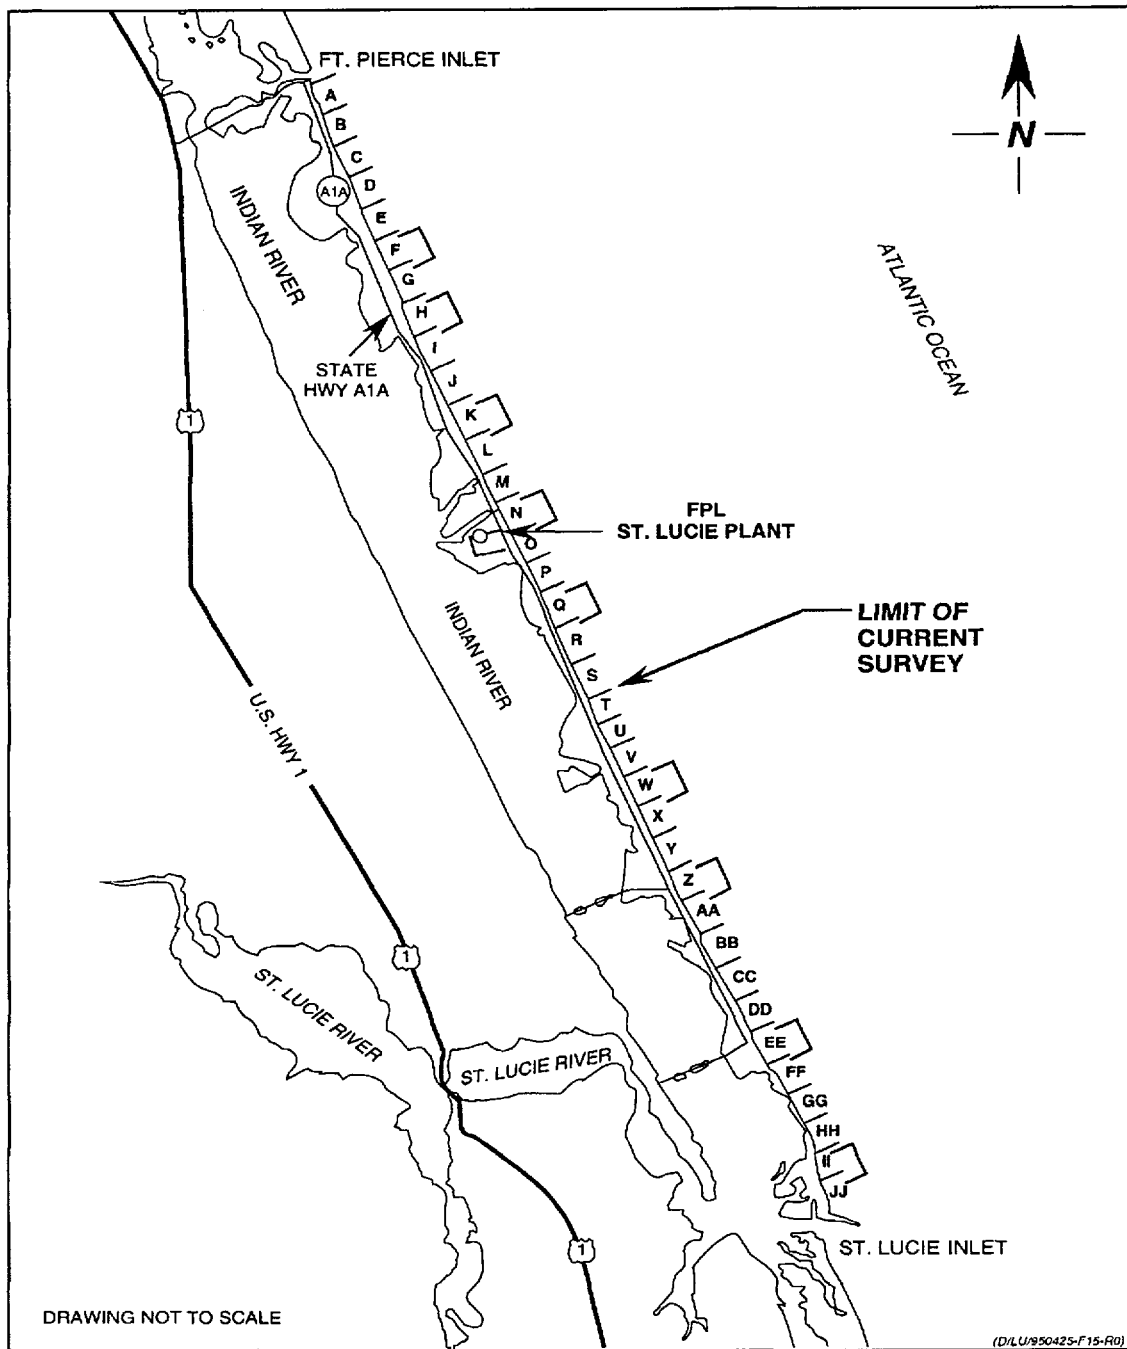 FT. PIERCE INLET
A
B
C
D
A1A
E
F
G
H
I
J
K
L
M
N
O
P
Q
R
S
T
U
V
W
X
Y
Z
AA
BB
CC
DD
EE
FF
GG
HH
II
JJ
N
INDIAN RIVER
ATLANTIC OCEAN
STATE
HWY A1A
1
FPL
ST. LUCIE PLANT
INDIAN RIVER
LIMIT OF
CURRENT
SURVEY
U.S. HWY 1
1
ST. LUCIE RIVER
ST. LUCIE RIVER
1
ST. LUCIE INLET
DRAWING NOT TO SCALE
(D/LU/950425-F15-R0)